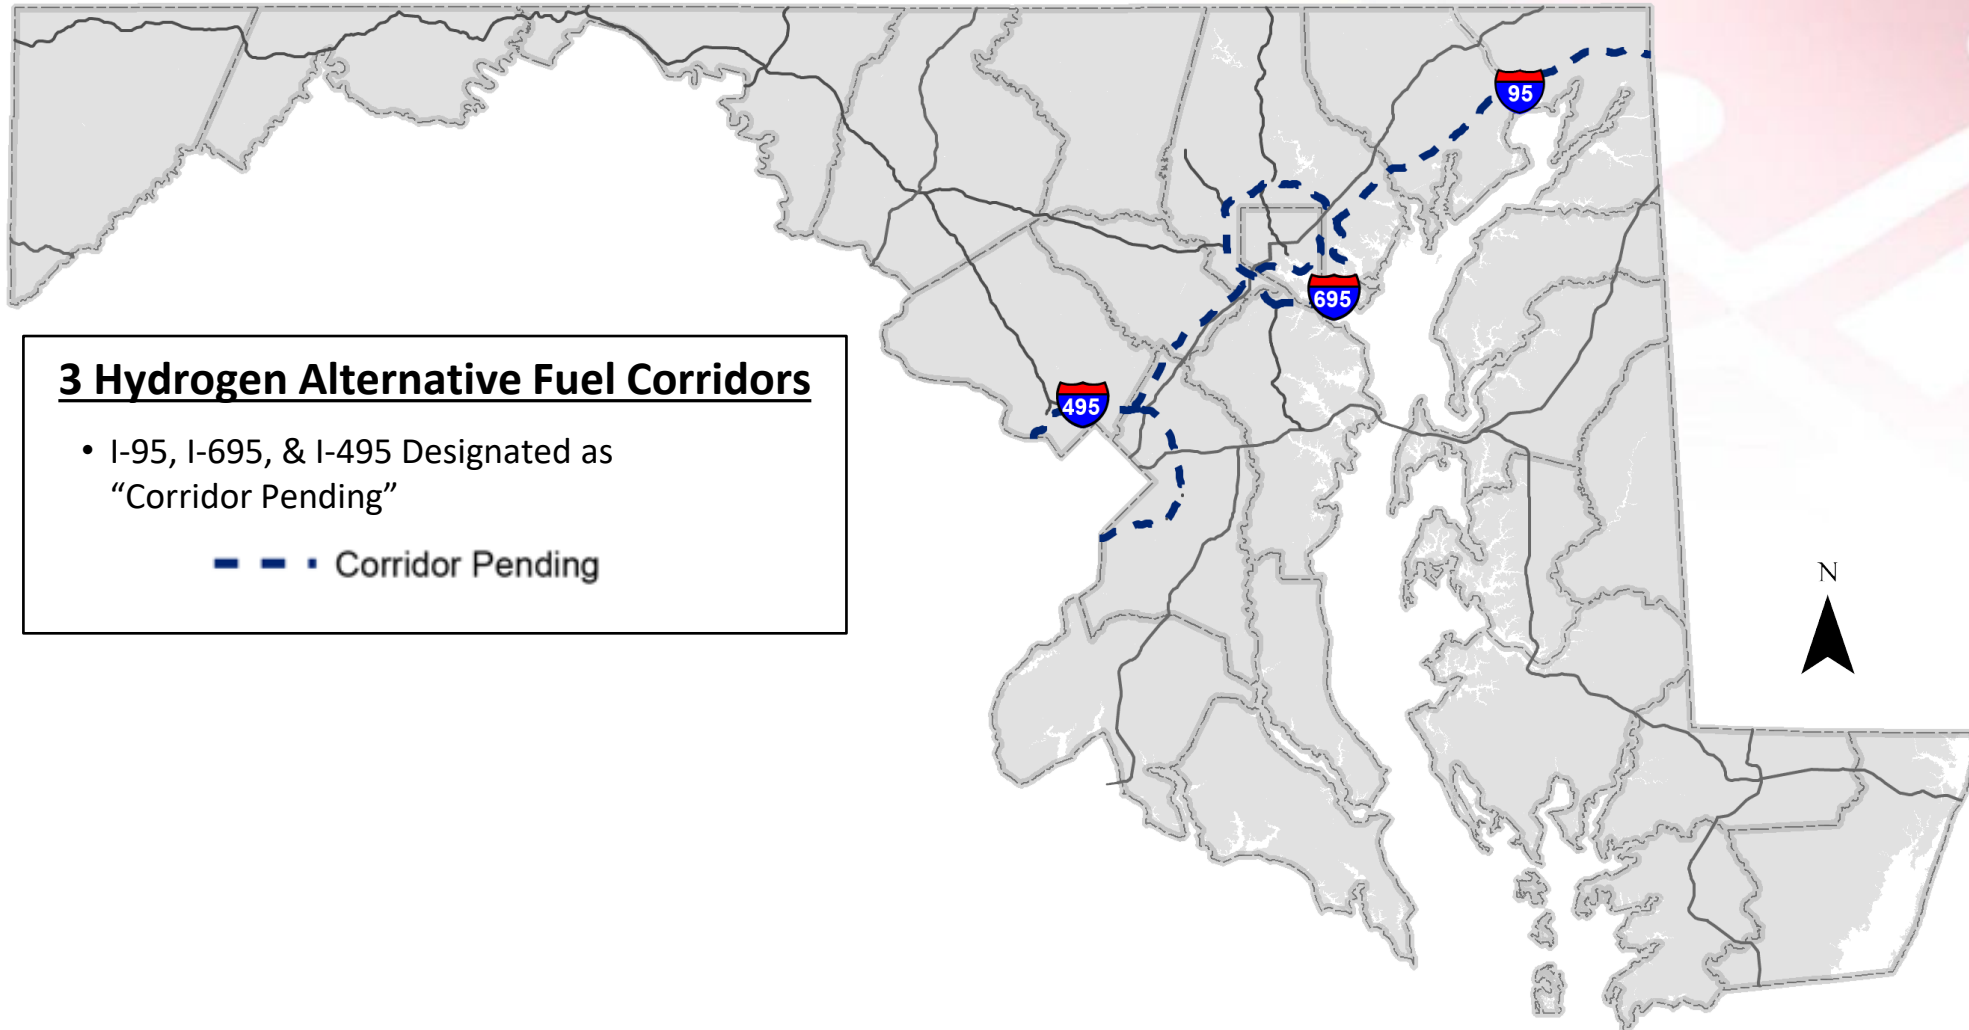 95
695
3 Hydrogen Alternative Fuel Corridors
495
• I-95, I-695, & I-495 Designated as
“Corridor Pending”
Corridor Pending
N